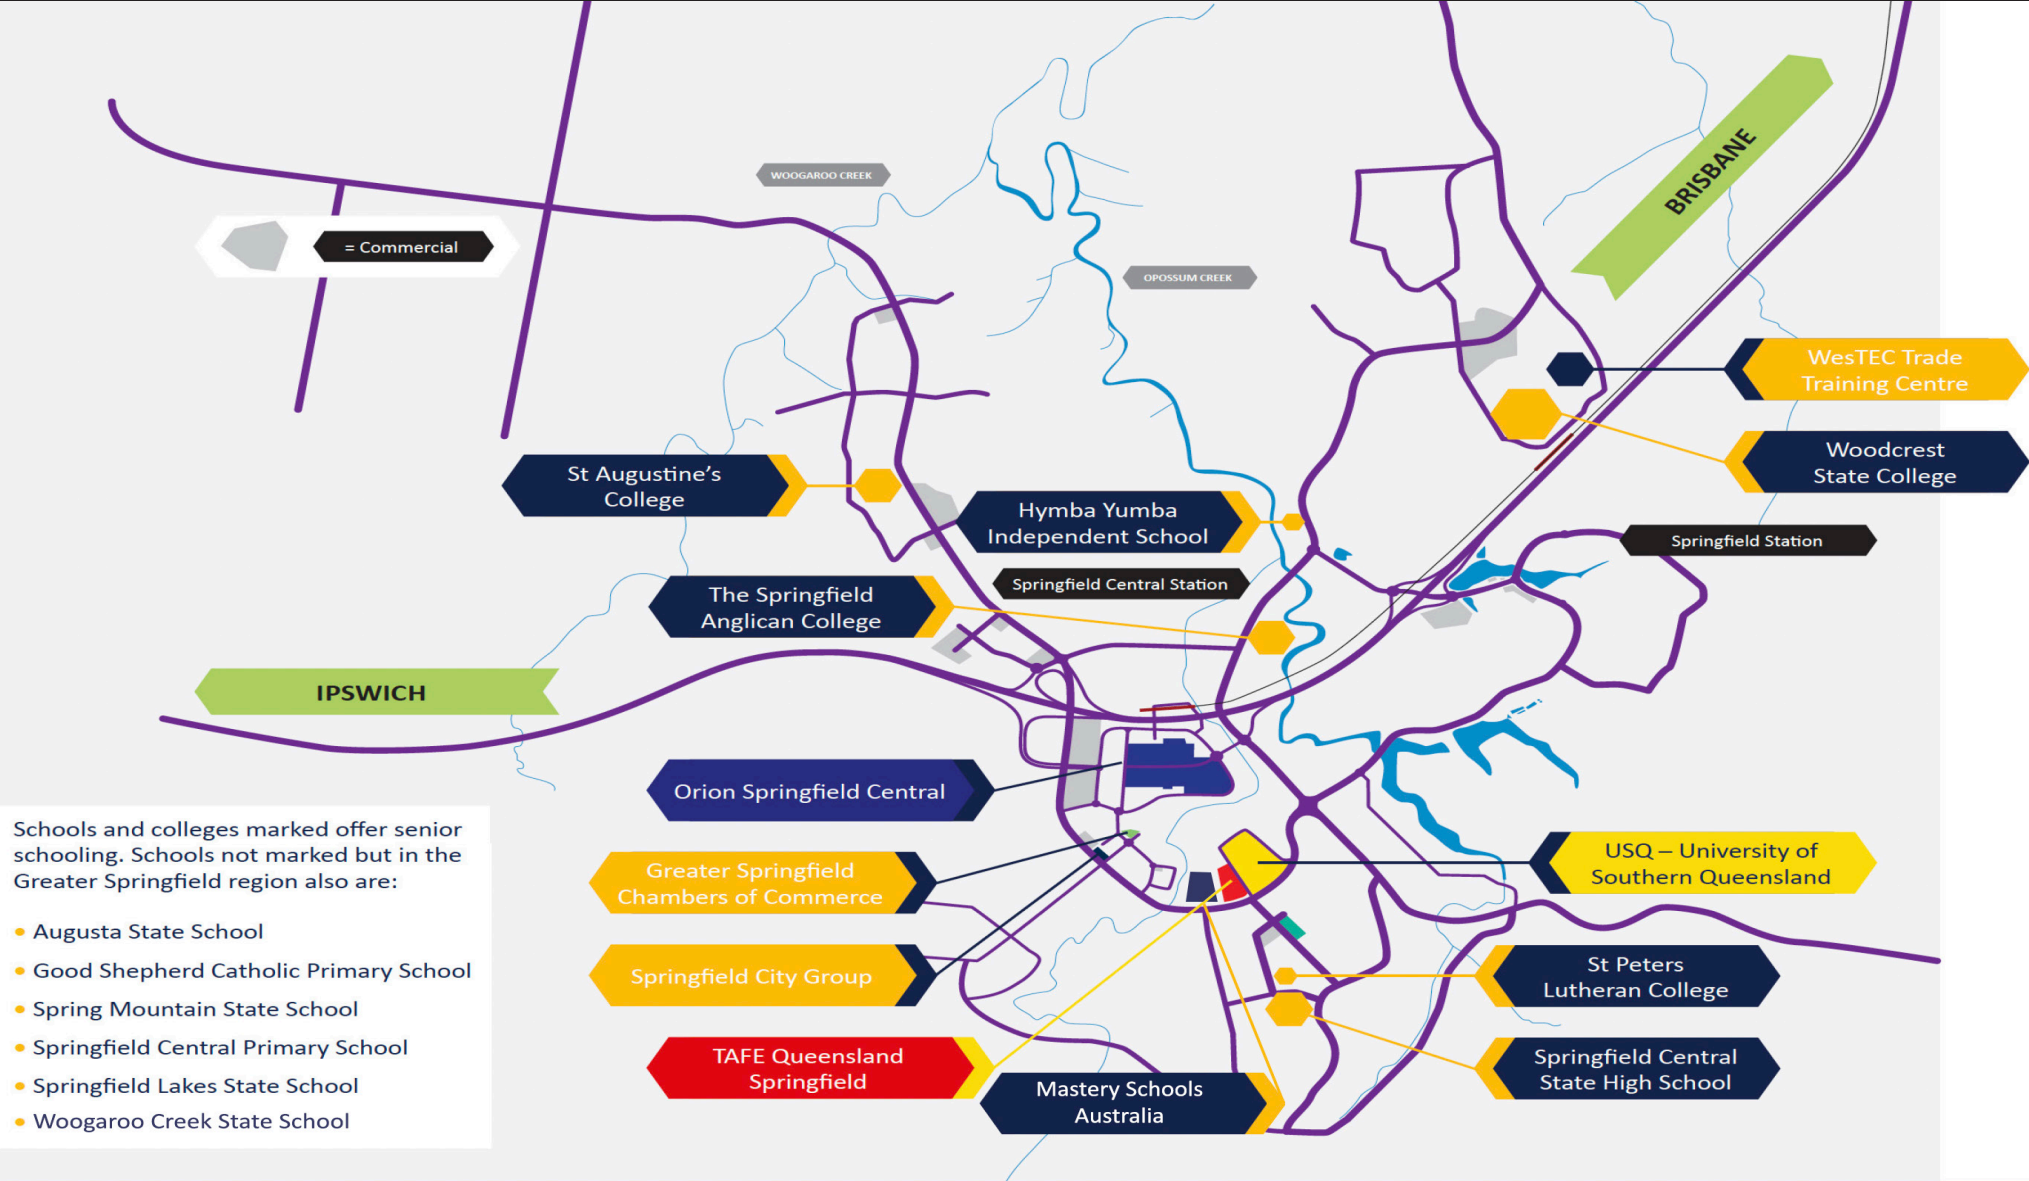 BRISBANE
WOOGAROO CREEK
= Commercial
OPOSSUM CREEK
WesTEC Trade
Training Centre
Woodcrest
State College
St Augustine’s
College
Hymba Yumba
Independent School
Springfield Station
Springfield Central Station
The Springfield
Anglican College
IPSWICH
Orion Springfield Central
Schools and colleges marked offer senior
schooling. Schools not marked but in the
Greater Springfield region also are:
• Augusta State School
• Good Shepherd Catholic Primary School
• Spring Mountain State School
• Springfield Central Primary School
• Springfield Lakes State School
• Woogaroo Creek State School
Greater Springfield
Chambers of Commerce
USQ – University of
Southern Queensland
Springfield City Group
St Peters
Lutheran College
TAFE Queensland
Springfield
Mastery Schools
Australia
Springfield Central
State High School